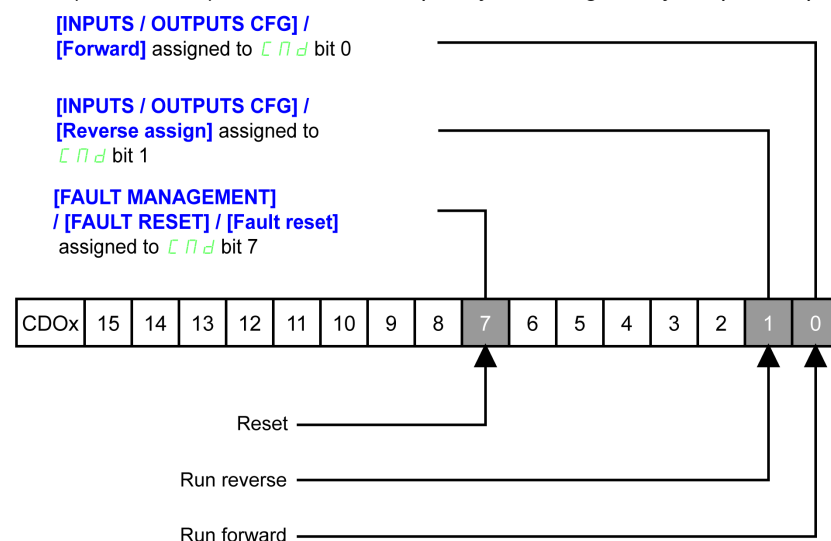 [INPUTS / OUTPUTS CFG] /
[Forward] assigned to CMd bit 0
[INPUTS / OUTPUTS CFG] /
[Reverse assign] assigned to
CMd bit 1
[FAULT MANAGEMENT]
/ [FAULT RESET] / [Fault reset]
assigned to CMd bit 7
CDOx 15 14 13 12 11 10 9 8 7 6 5 4 3 2 1 0
Reset
Run reverse
Run forward